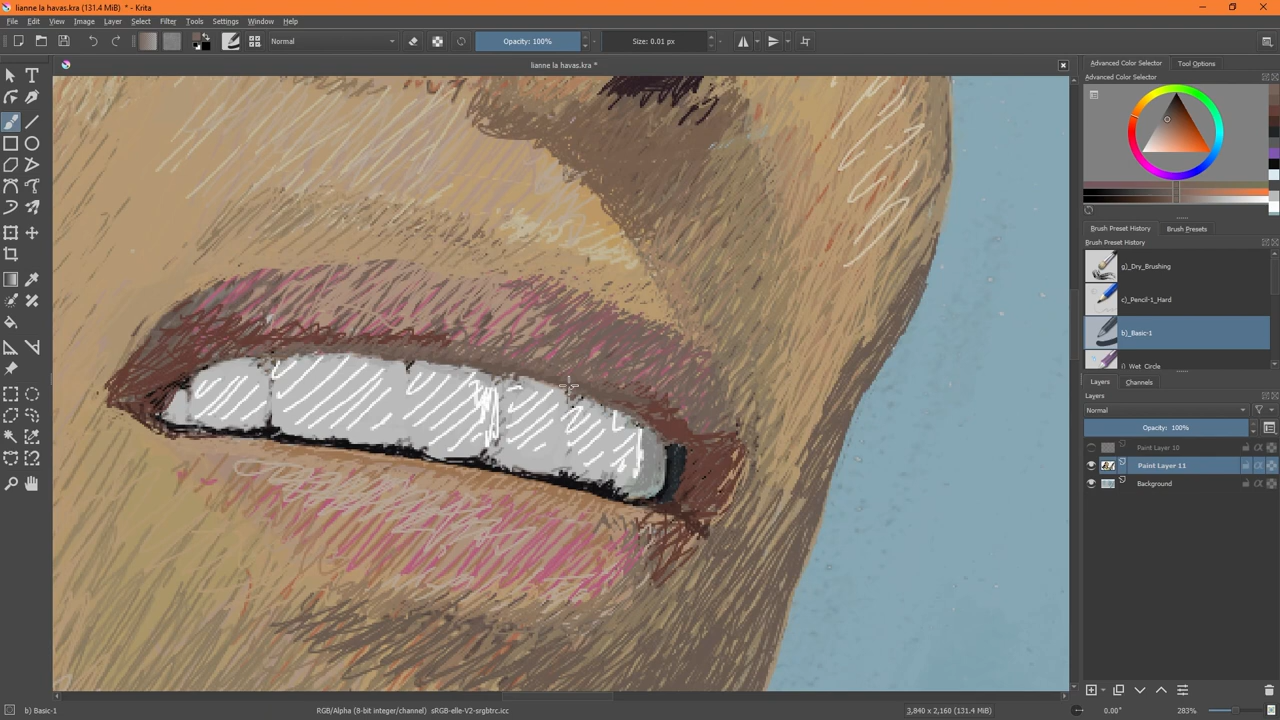 lianne la havas.kra (131.4 MiB)  * - Krita
File Edit View Image Layer Select Filter Tools Settings Window Help
Normal Opacity: 100% Size: 0.01 px
lianne la havas.kra *
Advanced Color Selector Tool Options
Advanced Color Selector
Brush Preset History Brush Presets
Brush Preset History
g)_Dry_Brushing
c)_Pencil-1_Hard
b)_Basic-1
i)_Wet_Circle
Layers Channels
Layers
Normal
Opacity:  100%
Paint Layer 10
Paint Layer 11
Background
b) Basic-1 RGB/Alpha (8-bit integer/channel)  sRGB-elle-V2-srgbtrc.icc 3,840 x 2,160 (131.4 MiB) 0.00° 283%